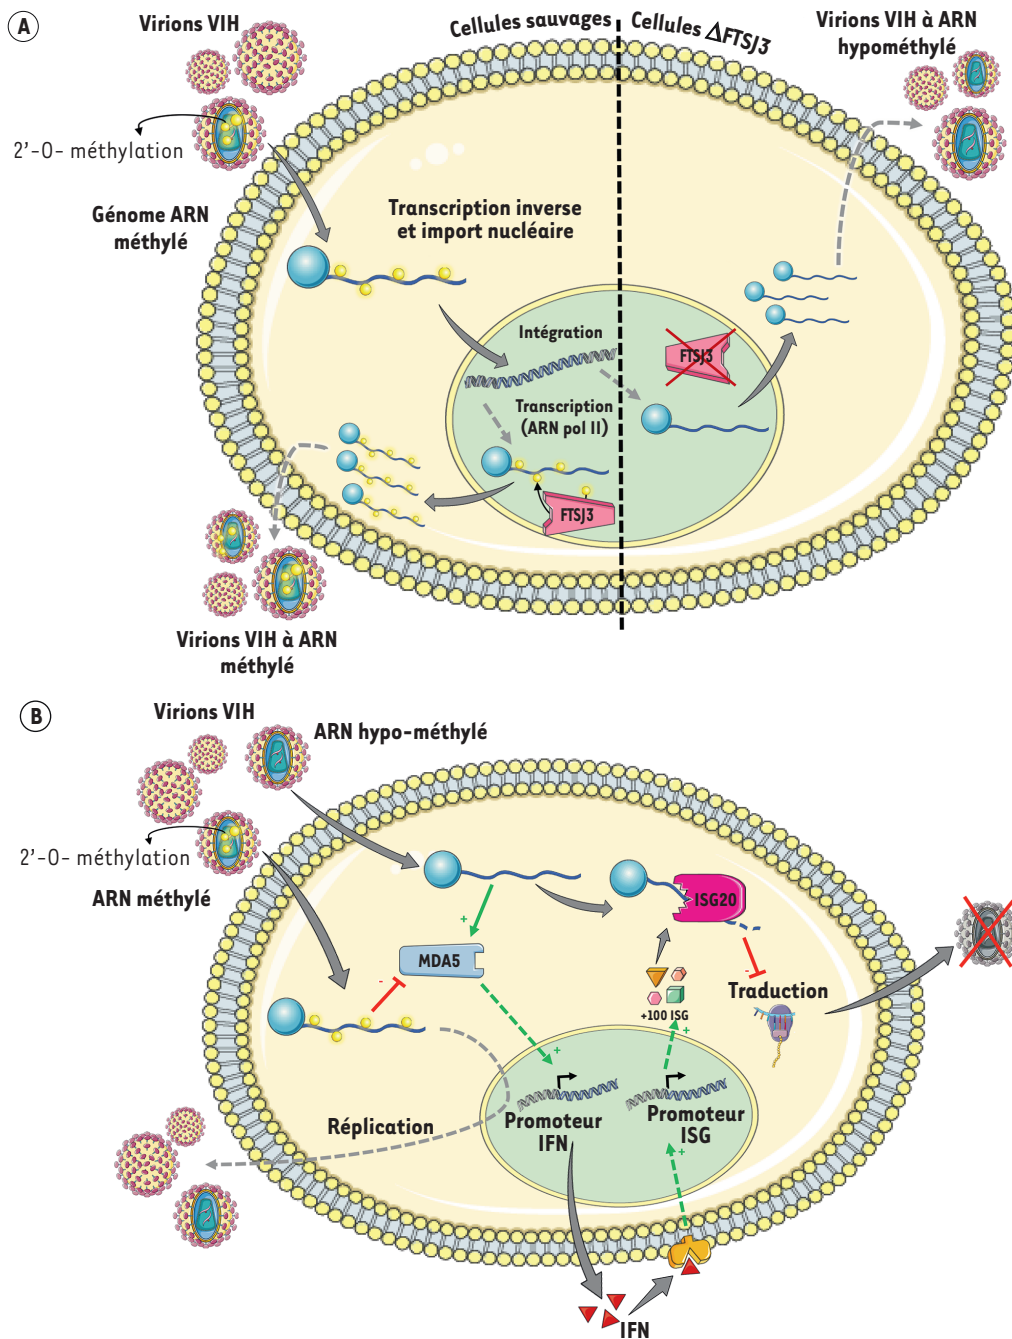 A
Virions VIH
Cellules sauvages
Cellules ΔFTSJ3
Virions VIH à ARN
hypométhylé
2'-O- méthylation
Génome ARN
méthylé
Transcription inverse
et import nucléaire
Intégration
FTSJ3
Transcription
(ARN pol II)
FTSJ3
Virions VIH à ARN
méthylé
B
Virions VIH
ARN hypo-méthylé
2'-O- méthylation
ARN méthylé
ISG20
+
MDA5
-
-
Traduction
+100 ISG
+
+
Promoteur
IFN
Promoteur
ISG
Réplication
+
IFN